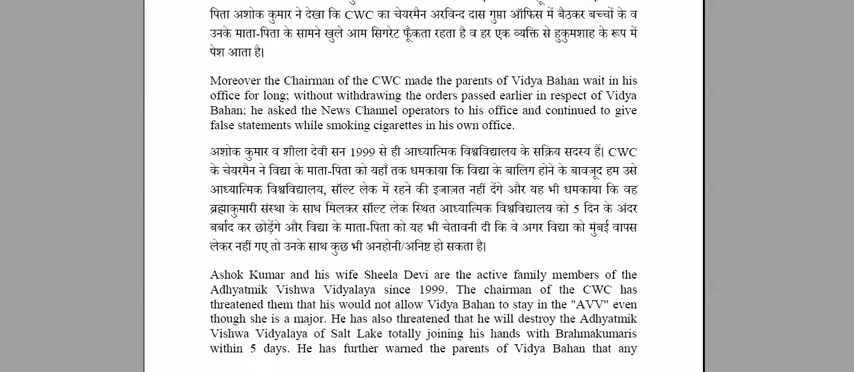 पिता अशोक कुमार ने देखा कि CWC का चेयरमैन अरविन्द दास गुप्ता ऑफिस में बैठकर बच्चों के व
उनके माता-पिता के सामने खुले आम सिगरेट फूँकता रहता है व हर एक व्यक्ति से हुकुमशाह के रूप में
पेश आता है।
Moreover the Chairman of the CWC made the parents of Vidya Bahan wait in his
office for long; without withdrawing the orders passed earlier in respect of Vidya
Bahan; he asked the News Channel operators to his office and continued to give
false statements while smoking cigarettes in his own office.
अशोक कुमार व शीला देवी सन 1999 से ही आध्यात्मिक विश्वविद्यालय के सक्रिय सदस्य हैं। CWC
के चेयरमैन ने विद्या के माता-पिता को यहाँ तक धमकाया कि विद्या के बालिग होने के बावजूद हम उसे
आध्यात्मिक विश्वविद्यालय, सॉल्ट लेक में रहने की इजाज़त नहीं देंगे और यह भी धमकाया कि वह
ब्रह्माकुमारी संस्था के साथ मिलकर सॉल्ट लेक स्थित आध्यात्मिक विश्वविद्यालय को 5 दिन के अंदर
बर्बाद कर छोड़ेंगे और विद्या के माता-पिता को यह भी चेतावनी दी कि वे अगर विद्या को मुंबई वापस
लेकर नहीं गए तो उनके साथ कुछ भी अनहोनी/अनिष्ट हो सकता है।
Ashok Kumar and his wife Sheela Devi are the active family members of the
Adhyatmik Vishwa Vidyalaya since 1999. The chairman of the CWC has
threatened them that his would not allow Vidya Bahan to stay in the "AVV" even
though she is a major. He has also threatened that he will destroy the Adhyatmik
Vishwa Vidyalaya of Salt Lake totally joining his hands with Brahmakumaris
within 5 days. He has further warned the parents of Vidya Bahan that any